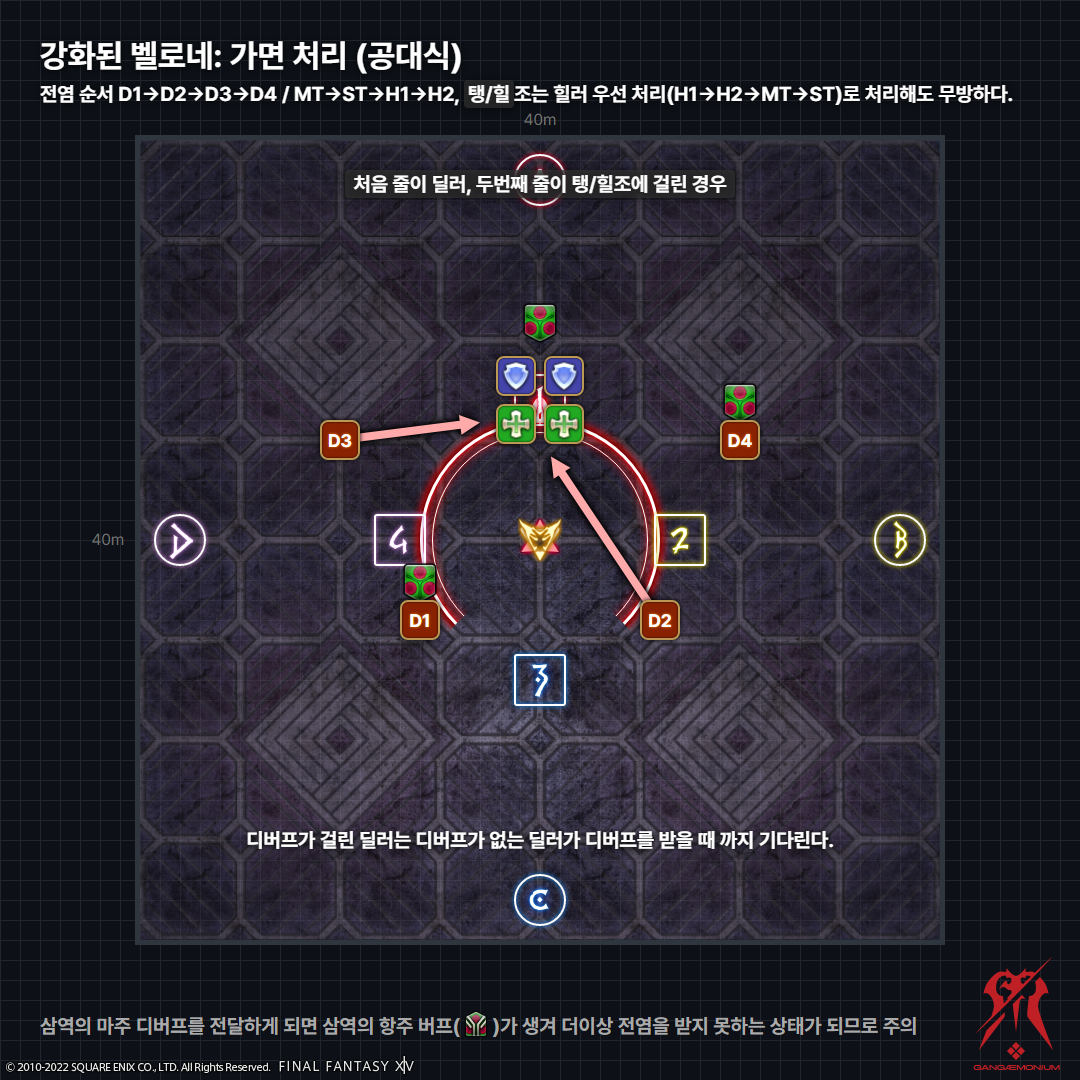 강화된 벨로네: 가면 처리 (공대식)
전염 순서 D1→D2→D3→D4 / MT→ST→H1→H2, 탱/힐 조는 힐러 우선 처리(H1→H2→MT→ST)로 처리해도 무방하다.
40m
처음 줄이 딜러, 두번째 줄이 탱/힐조에 걸린 경우
D3
D4
40m
D
4
2
B
D1
D2
3
디버프가 걸린 딜러는 디버프가 없는 딜러가 디버프를 받을 때 까지 기다린다.
C
삼역의 마주 디버프를 전달하게 되면 삼역의 항주 버프( )가 생겨 더이상 전염을 받지 못하는 상태가 되므로 주의
GANGÆMONIUM
© 2010-2022 SQUARE ENIX CO., LTD. All Rights Reserved. FINAL FANTASY XIV